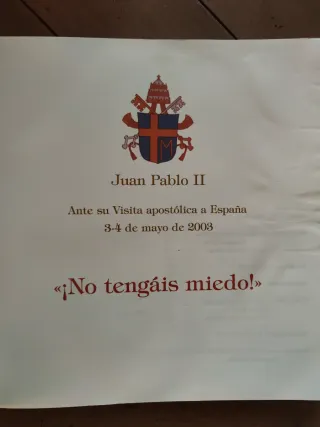 M
Juan Pablo II
Ante su Visita apostólica a España
3-4 de mayo de 2003
«¡No tengáis miedo!»